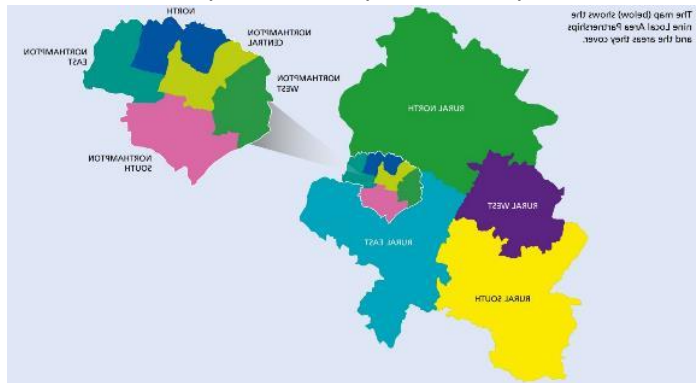 The map (below) shows the
nine Local Area Partnerships
and the areas they cover.
NORTH
NORTHAMPTON
CENTRAL
NORTHAMPTON
EAST
NORTHAMPTON
WEST
NORTHAMPTON
SOUTH
RURAL NORTH
RURAL WEST
RURAL EAST
RURAL SOUTH